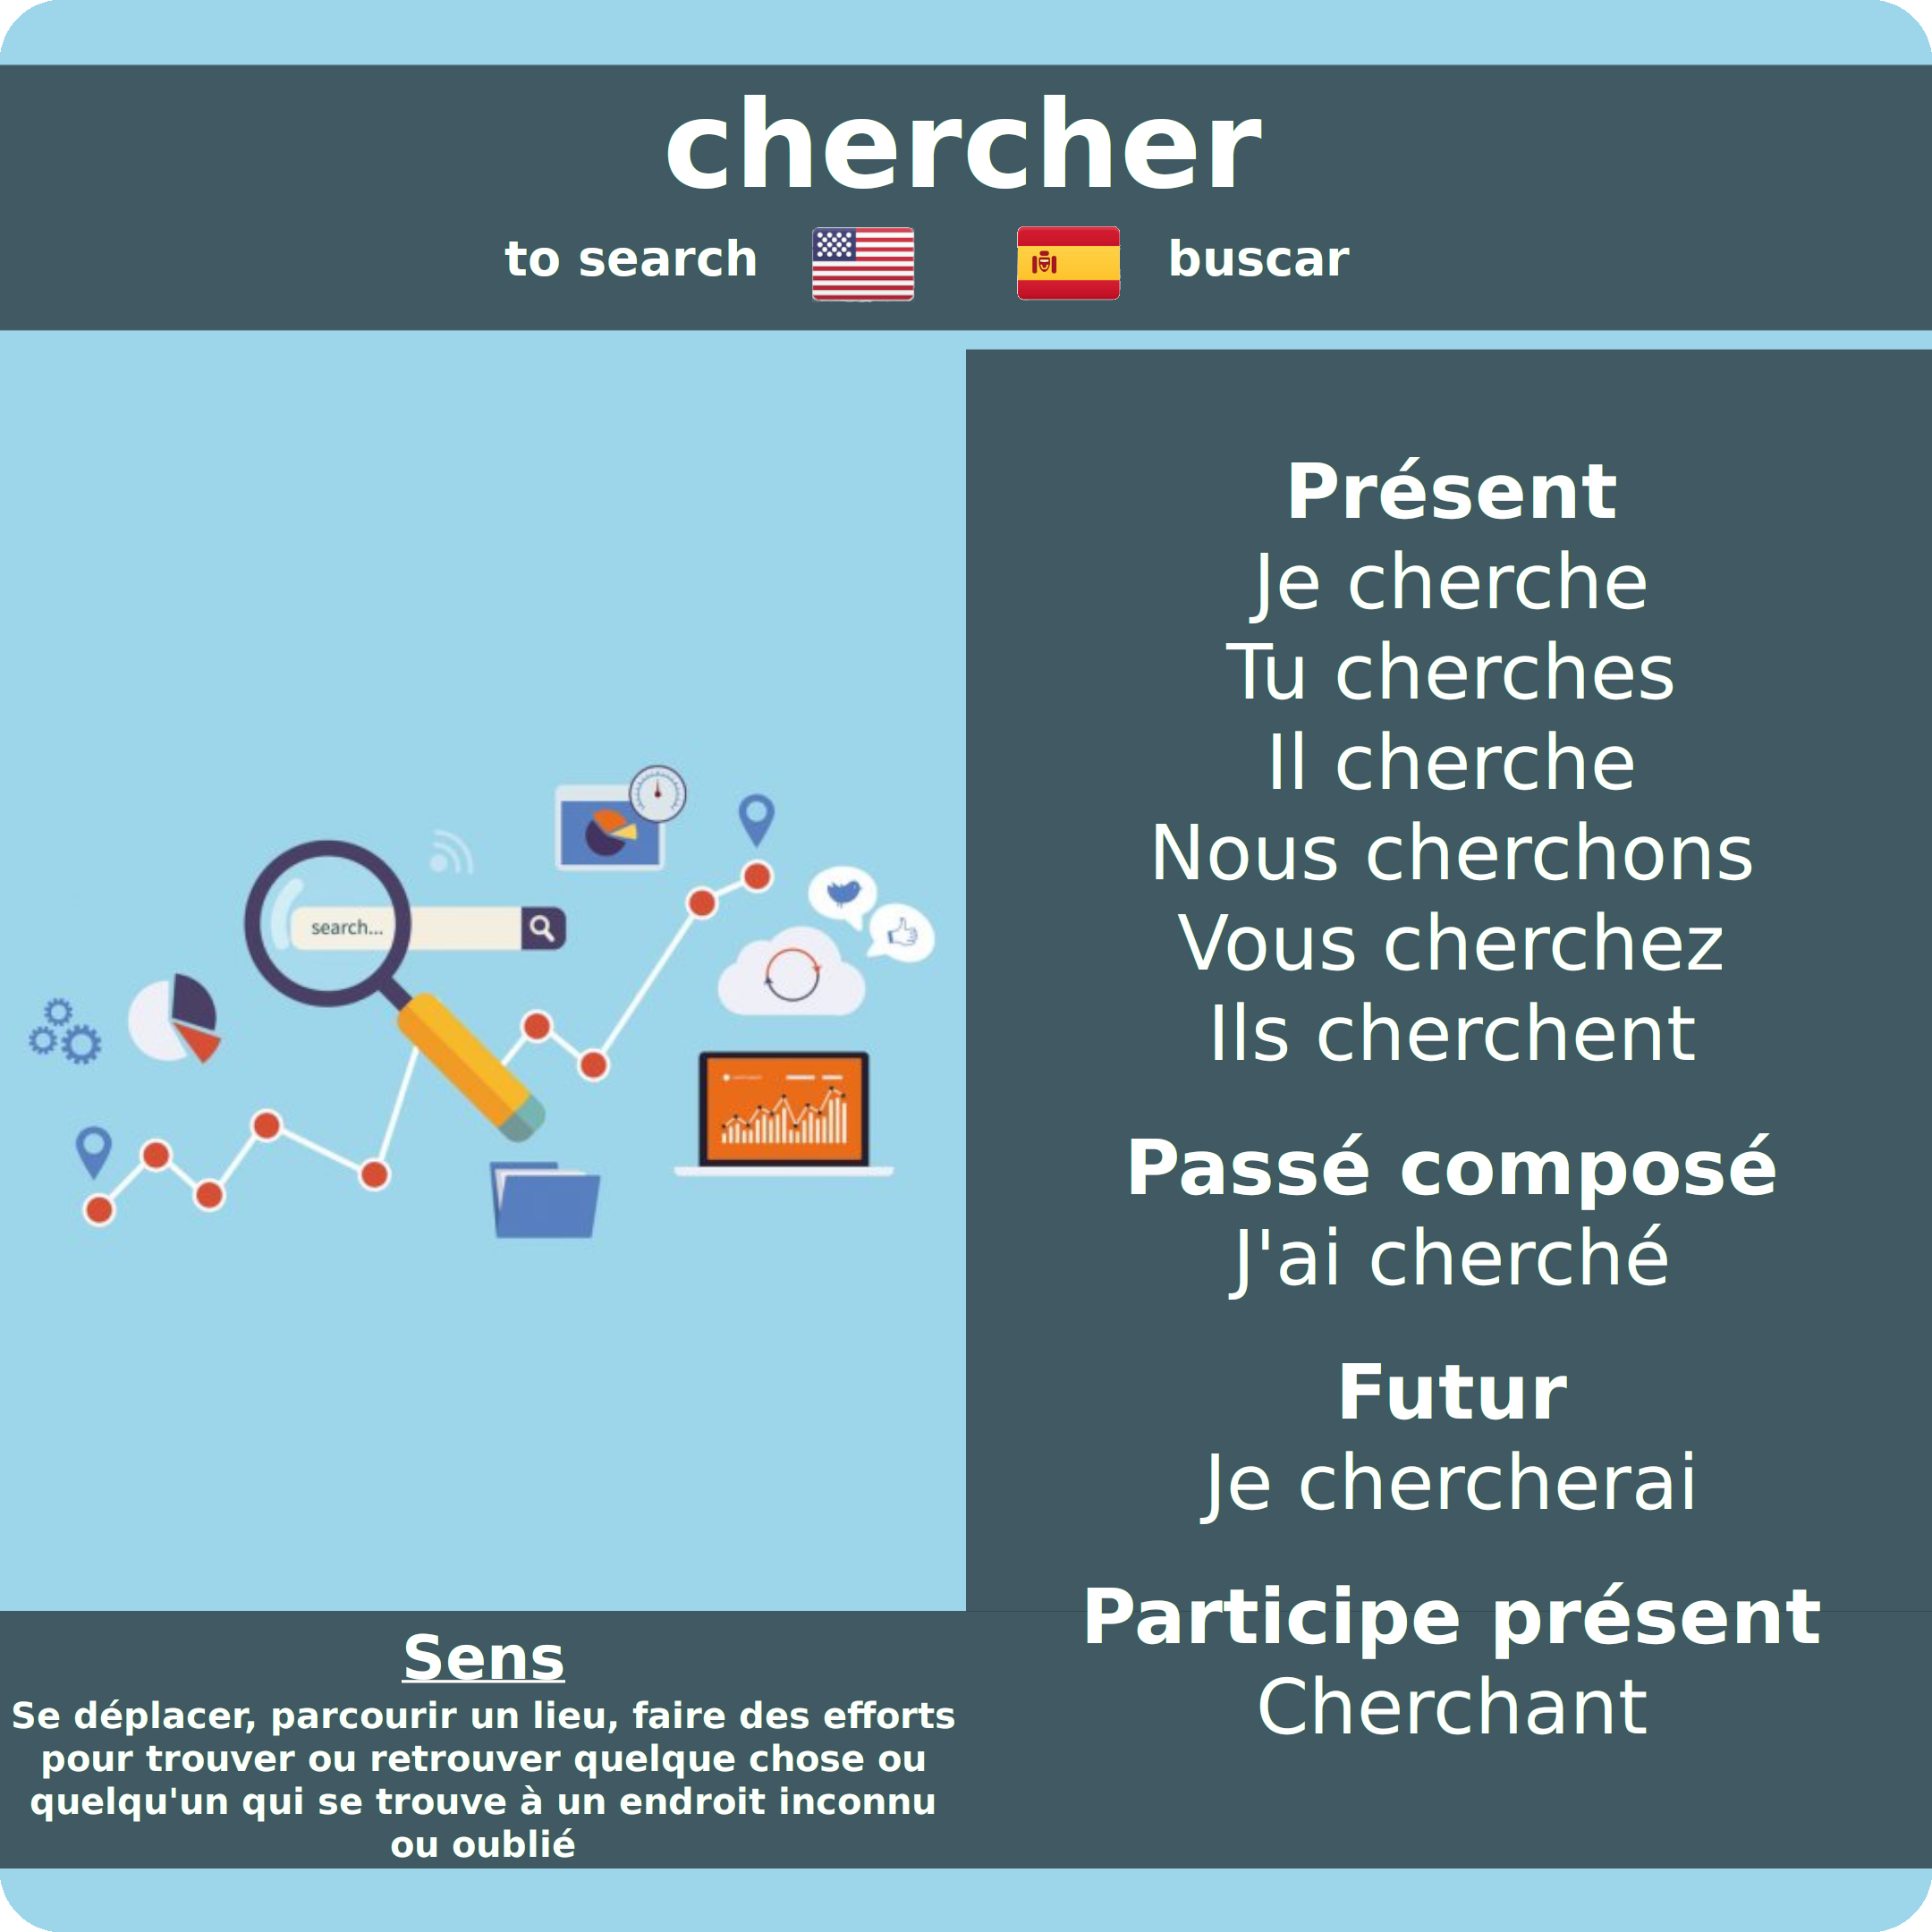 chercher
to search
buscar
search...
Présent
Je cherche
Tu cherches
Il cherche
Nous cherchons
Vous cherchez
Ils cherchent
Passé composé
J'ai cherché
Futur
Je chercherai
Participe présent
Cherchant
Sens
Se déplacer, parcourir un lieu, faire des efforts
pour trouver ou retrouver quelque chose ou
quelqu'un qui se trouve à un endroit inconnu
ou oublié